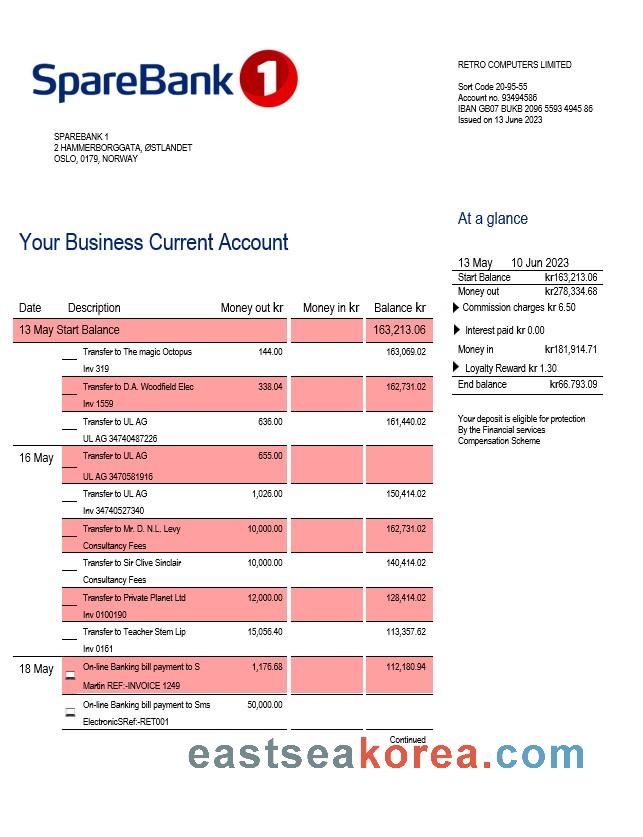 SpareBank 1
RETRO COMPUTERS LIMITED
Sort Code 20-95-55
Account no. 93494586
IBAN GB07 BUKB 2096 5593 4945 86
Issued on 13 June 2023
SPAREBANK 1
2 HAMMERBORGGATA, ØSTLANDET
OSLO, 0179, NORWAY
At a glance
Your Business Current Account
13 May 10 Jun 2023
Start Balance kr163,213.06
Money out kr278,334.68
Commission charges kr 6.50
Interest paid kr 0.00
Money in kr181,914.71
Loyalty Reward kr 1.30
End balance kr66.793.09
Your deposit is eligible for protection
By the Financial services
Compensation Scheme
Date Description Money out kr Money in kr Balance kr
13 May Start Balance 163,213.06
Transfer to The magic Octopus 144.00 163,069.02
Inv 319
Transfer to D.A. Woodfield Elec 338.04 162,731.02
Inv 1559
Transfer to UL AG 636.00 161,440.02
UL AG 34740487226
16 May Transfer to UL AG 655.00
UL AG 3470581916
Transfer to UL AG 1,026.00 150,414.02
Inv 34740527340
Transfer to Mr. D. N.L. Levy 10,000.00 162,731.02
Consultancy Fees
Transfer to Sir Clive Sinclair 10,000.00 140,414.02
Consultancy Fees
Transfer to Private Planet Ltd 12,000.00 128,414.02
Inv 0100190
Transfer to Teacher Stem Lip 15,056.40 113,357.62
Inv 0161
18 May On-line Banking bill payment to S 1,176.68 112,180.94
Martin REF:-INVOICE 1249
On-line Banking bill payment to Sms 50,000.00
ElectronicSRef:-RET001
Continued
eastseakorea.com